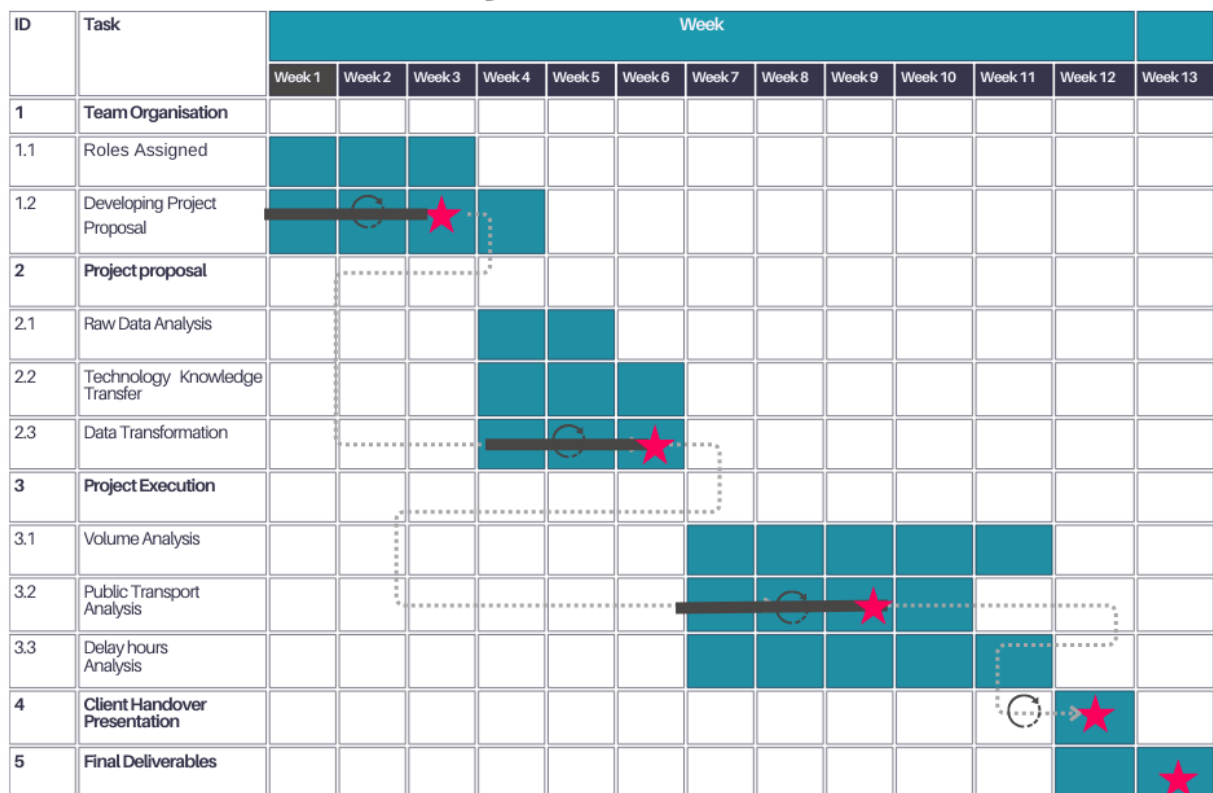 ID Task Week
Week 1 Week 2 Week 3 Week 4 Week 5 Week 6 Week 7 Week 8 Week 9 Week 10 Week 11 Week 12 Week 13
1 Team Organisation
1.1 Roles Assigned
1.2 Developing Project
Proposal
2 Project proposal
2.1 Raw Data Analysis
2.2 Technology Knowledge
Transfer
2.3 Data Transformation
3 Project Execution
3.1 Volume Analysis
3.2 Public Transport
Analysis
3.3 Delay hours
Analysis
4 Client Handover
Presentation
5 Final Deliverables